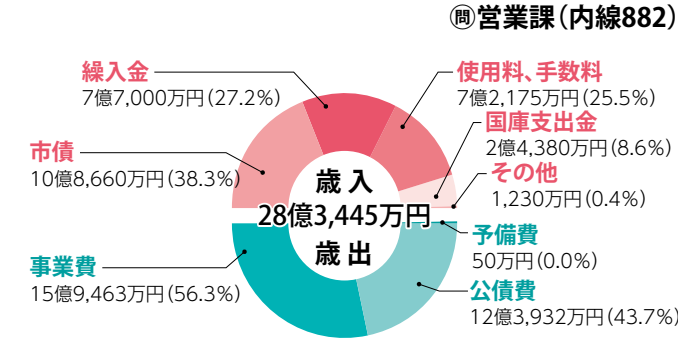 問営業課（内線882）
繰入金
7億7,000万円（27.2%）
使用料、手数料
7億2,175万円（25.5%）
国庫支出金
2億4,380万円（8.6%）
その他
1,230万円（0.4%）
市債
10億8,660万円（38.3%）
歳入
28億3,445万円
歳出
予備費
50万円（0.0%）
事業費
15億9,463万円（56.3%）
公債費
12億3,932万円（43.7%）